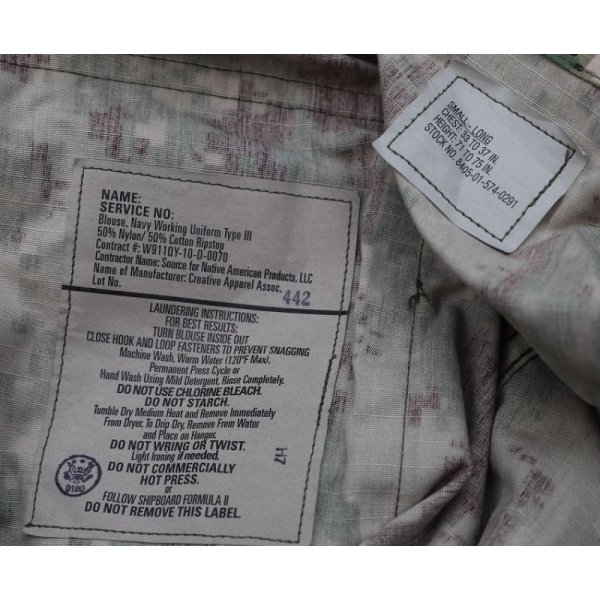 NAME:
SERVICE NO:
Blouse, Navy Working Uniform Type III
50% Nylon/ 50% Cotton Ripstop
Contract #: W911QY-10-D-0070
Contractor Name: Source for Native American Products, LLC
Name of Manufacturer: Creative Apparel Assoc.
Lot No. 442
LAUNDERING INSTRUCTIONS:
FOR BEST RESULTS:
TURN BLOUSE INSIDE OUT
CLOSE HOOK AND LOOP FASTENERS TO PREVENT SNAGGING
Machine Wash, Warm Water (120°F Max).
Permanent Press Cycle or
Hand Wash Using Mild Detergent, Rinse Completely.
DO NOT USE CHLORINE BLEACH.
DO NOT STARCH.
Tumble Dry Medium Heat and Remove Immediately
From Dryer. To Drip Dry, Remove From Water
and Place on Hanger.
DO NOT WRING OR TWIST.
Light Ironing if needed.
DO NOT COMMERCIALLY
HOT PRESS.
or
FOLLOW SHIPBOARD FORMULA II
DO NOT REMOVE THIS LABEL.
H7
0180
SMALL - LONG
CHEST: 33 TO 37 IN.
HEIGHT: 71 TO 75 IN.
STOCK NO. 8405-01-574-0291